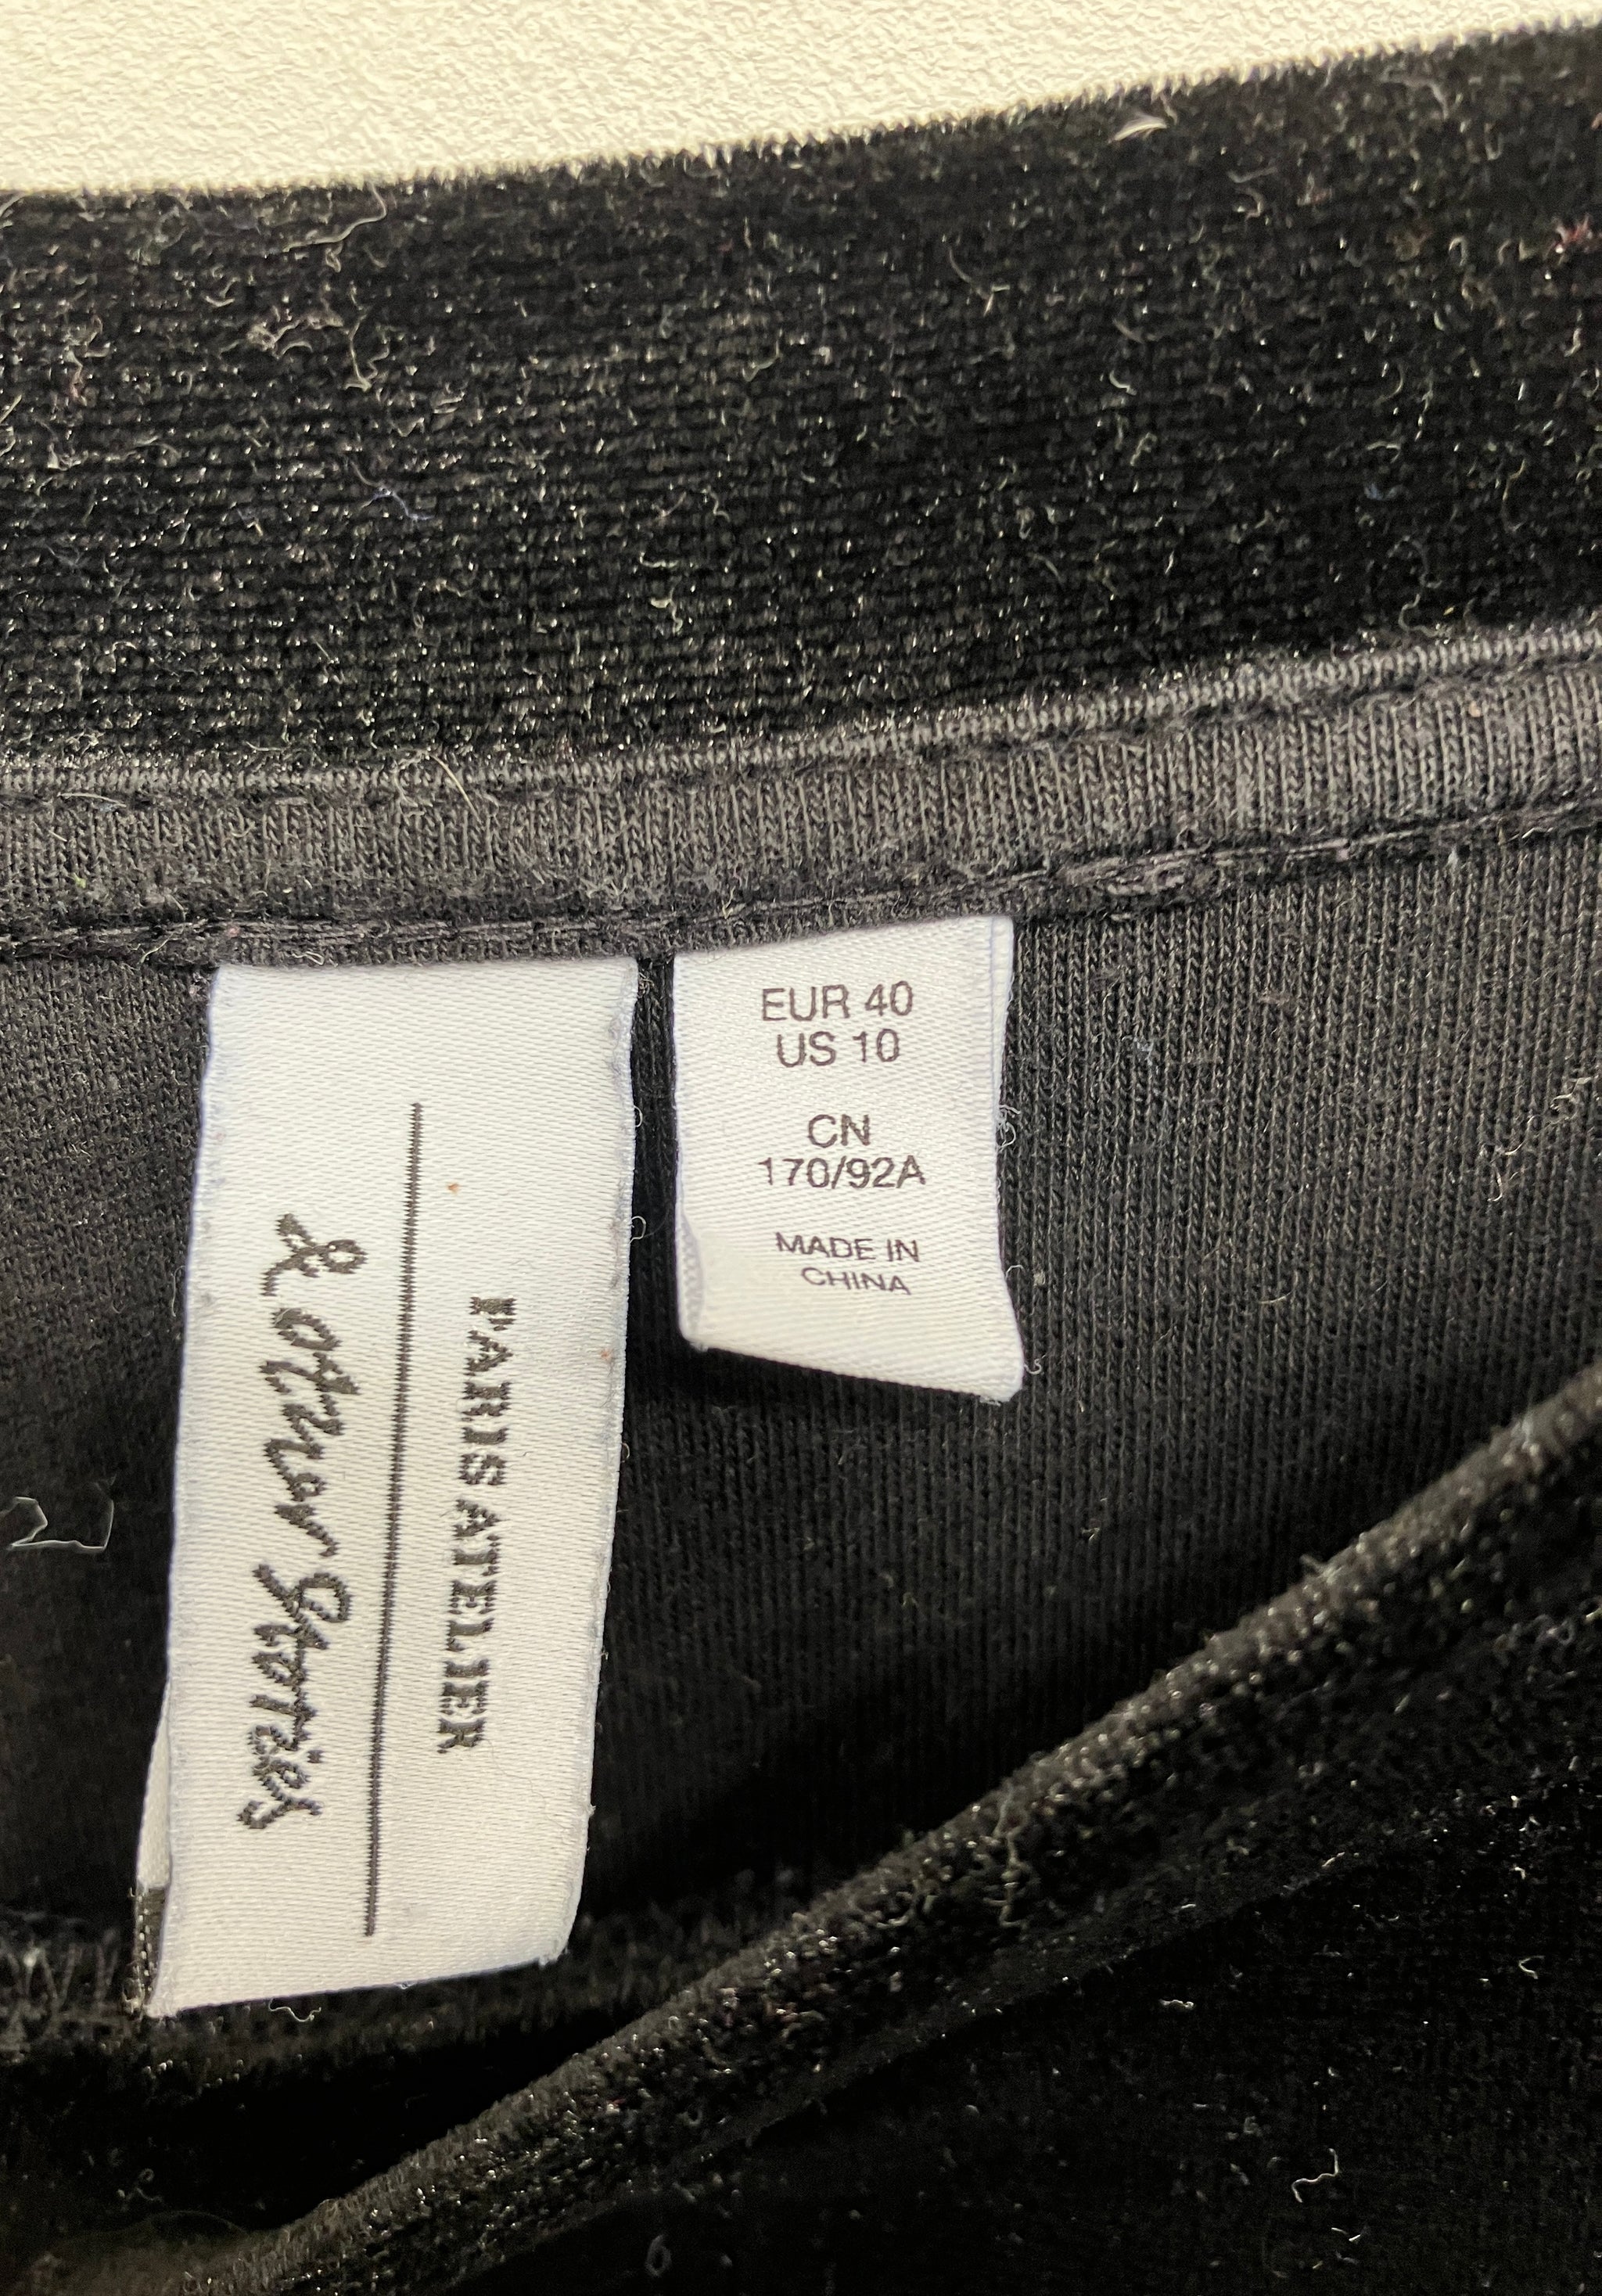 & other Stories
PARIS ATELIER
EUR 40
US 10
CN
170/92A
MADE IN
CHINA